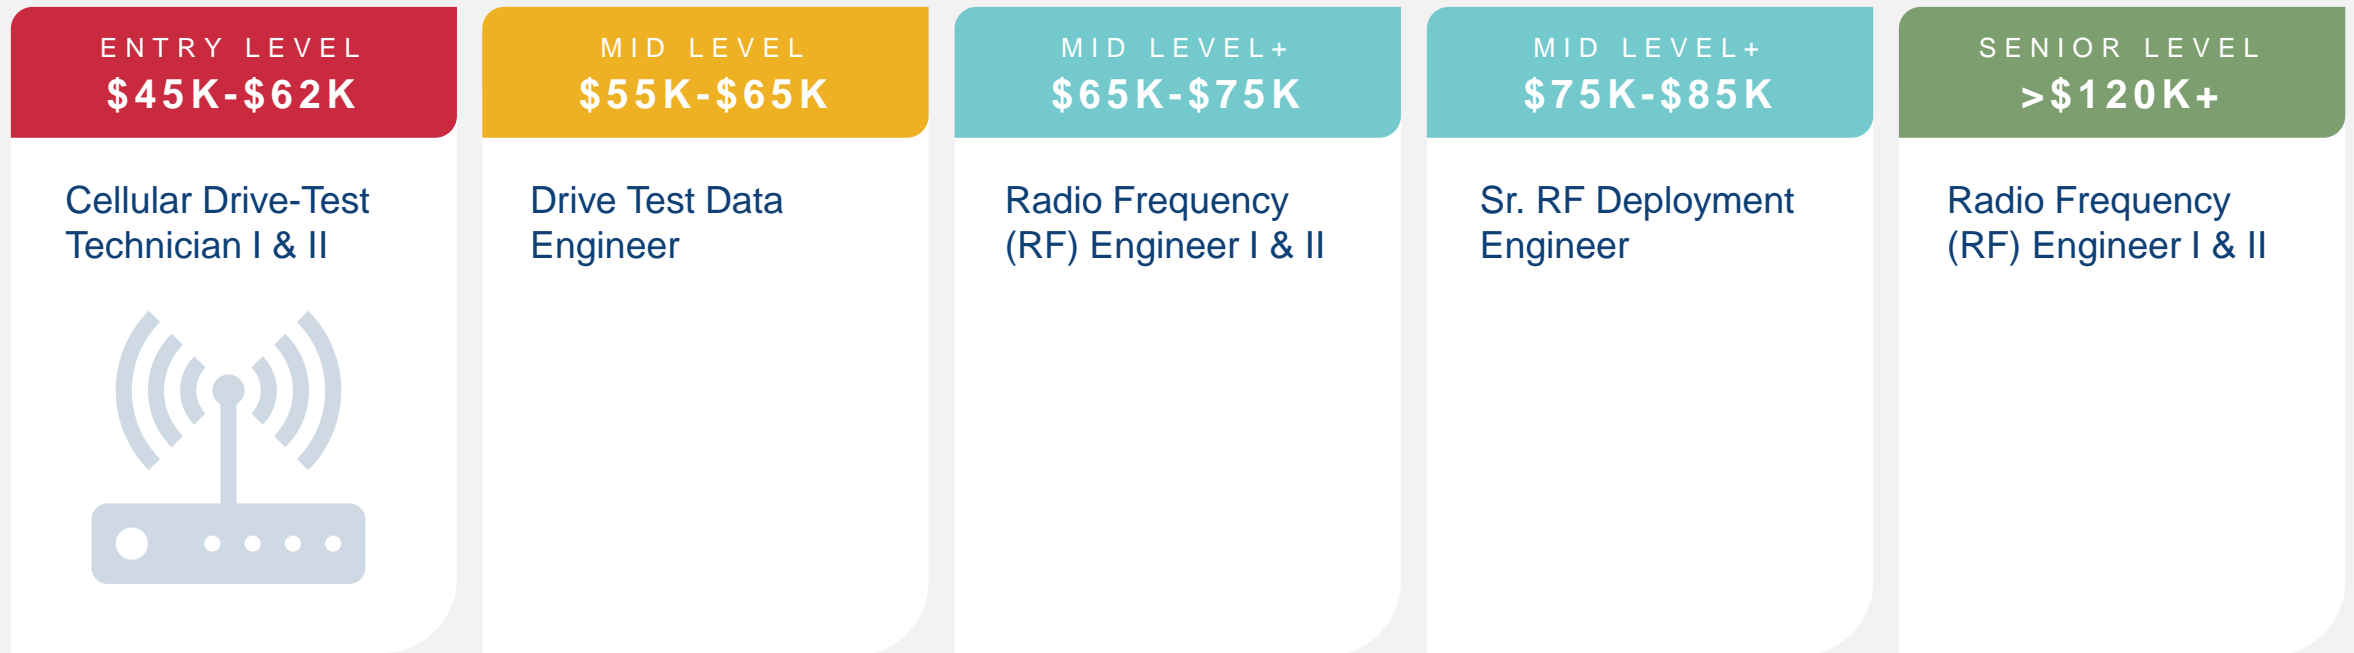 ENTRY LEVEL
$45K-$62K
Cellular Drive-Test
Technician I & II
MID LEVEL
$55K-$65K
Drive Test Data
Engineer
MID LEVEL+
$65K-$75K
Radio Frequency
(RF) Engineer I & II
MID LEVEL+
$75K-$85K
Sr. RF Deployment
Engineer
SENIOR LEVEL
>$120K+
Radio Frequency
(RF) Engineer I & II